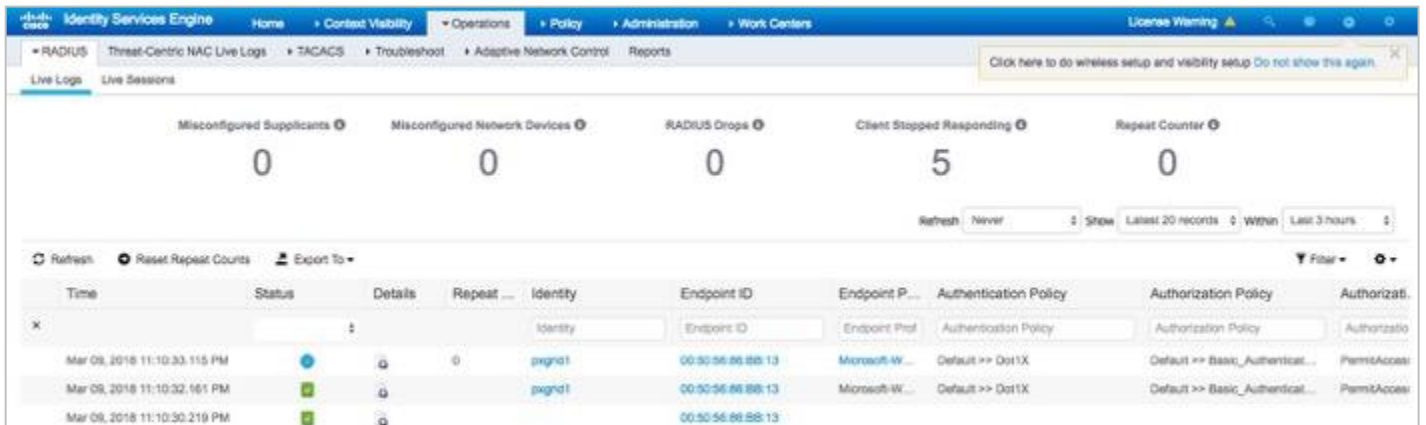 cisco Identity Services Engine Home Context Visibility Operations Policy Administration Work Centers License Warning
RADIUS Threat-Centric NAC Live Logs TACACS Troubleshoot Adaptive Network Control Reports
Click here to do wireless setup and visibility setup Do not show this again.
Live Logs Live Sessions
Misconfigured Supplicants Misconfigured Network Devices RADIUS Drops Client Stopped Responding Repeat Counter
0 0 0 5 0
Refresh Never Show Latest 20 records Within Last 3 hours
Refresh Reset Repeat Counts Export To Filter
Time Status Details Repeat ... Identity Endpoint ID Endpoint P... Authentication Policy Authorization Policy Authorizati.
Identity Endpoint ID Endpoint Prof Authentication Policy Authorization Policy Authorizatio
Mar 09, 2018 11:10:33.115 PM 0 pxgrid1 00:50:56:86:BB:13 Microsoft-W... Default >> Dot1X Default >> Basic_Authenticat... PermitAcces
Mar 09, 2018 11:10:32.161 PM pxgrid1 00:50:56:86:BB:13 Microsoft-W... Default >> Dot1X Default >> Basic_Authenticat... PermitAcces
Mar 09, 2018 11:10:30.219 PM 00:50:56:86:BB:13